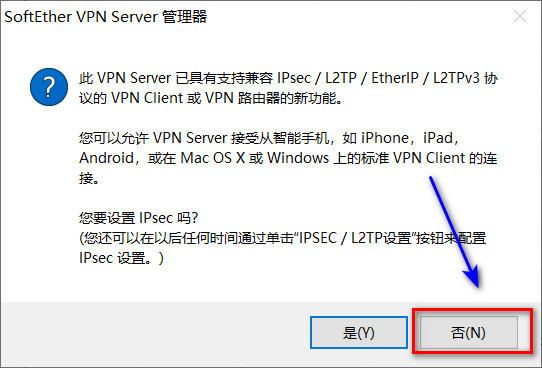 SoftEther VPN Server 管理器
此 VPN Server 已具有支持兼容 IPsec / L2TP / EtherIP / L2TPv3 协
议的 VPN Client 或 VPN 路由器的新功能。
您可以允许 VPN Server 接受从智能手机，如 iPhone，iPad，
Android，或在 Mac OS X 或 Windows 上的标准 VPN Client 的连
接。
您要设置 IPsec 吗？
(您还可以在以后任何时间通过单击“IPSEC / L2TP设置”按钮来配置
IPsec 设置。)
是(Y)
否(N)